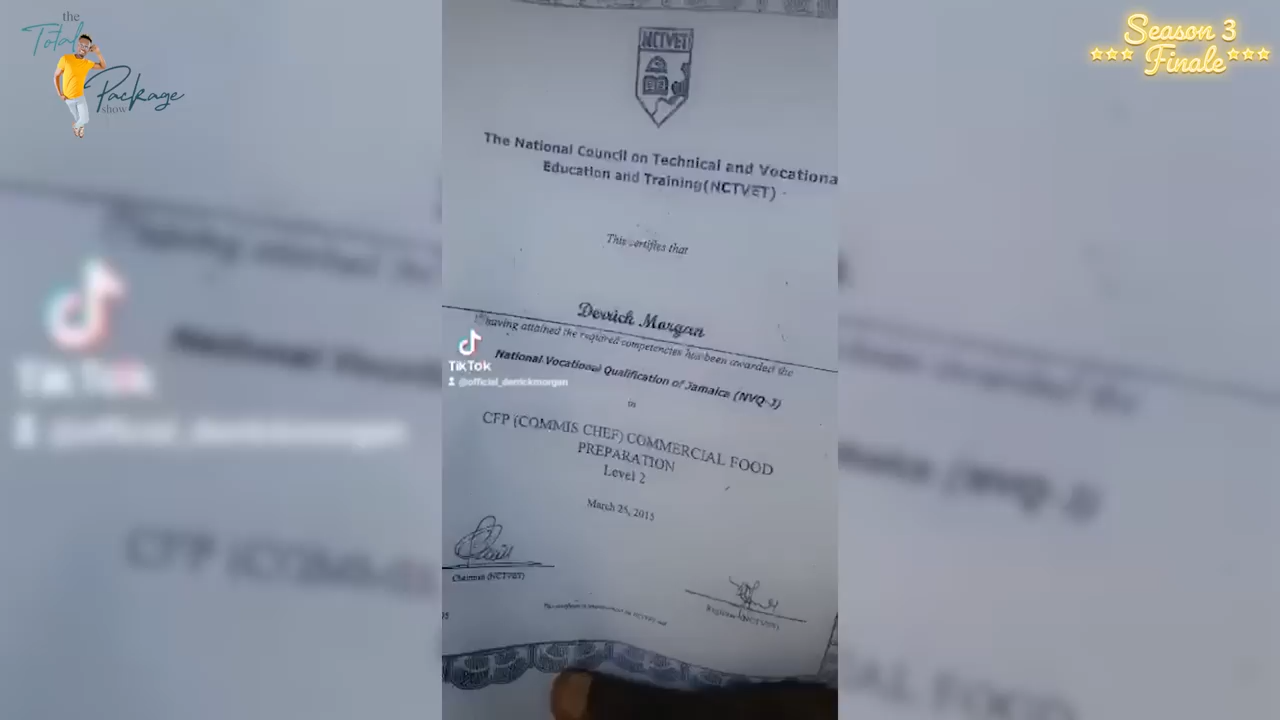 the
Total
Package
show
Season 3
Finale
NCTVET
The National Council on Technical and Vocationa
Education and Training(NCTVET)
This certifies that
Derrick Morgan
having attained the required competencies has been awarded the
National Vocational Qualification of Jamaica (NVQ-J)
in
CFP (COMMIS CHEF) COMMERCIAL FOOD
PREPARATION
Level 2
March 25, 2015
Chairman (NCTVET)
Registrar (NCTVET)
TikTok
@official_derrickmorgan